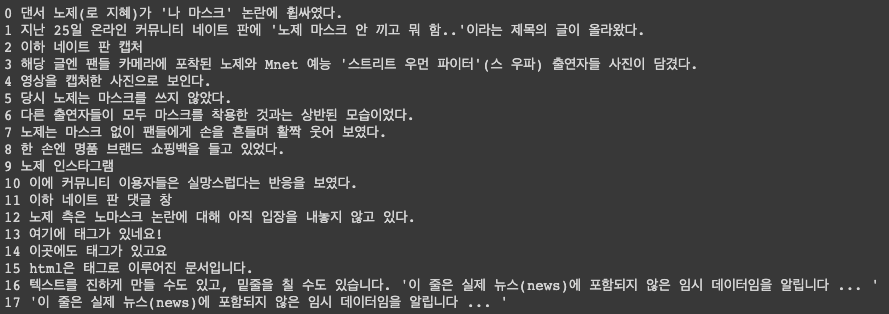 0 댄서 노제(로 지혜)가 '나 마스크' 논란에 휩싸였다.
1 지난 25일 온라인 커뮤니티 네이트 판에 '노제 마스크 안 끼고 뭐 함..'이라는 제목의 글이 올라왔다.
2 이하 네이트 판 캡처
3 해당 글엔 팬들 카메라에 포착된 노제와 Mnet 예능 '스트리트 우먼 파이터'(스 우파) 출연자들 사진이 담겼다.
4 영상을 캡처한 사진으로 보인다.
5 당시 노제는 마스크를 쓰지 않았다.
6 다른 출연자들이 모두 마스크를 착용한 것과는 상반된 모습이었다.
7 노제는 마스크 없이 팬들에게 손을 흔들며 활짝 웃어 보였다.
8 한 손엔 명품 브랜드 쇼핑백을 들고 있었다.
9 노제 인스타그램
10 이에 커뮤니티 이용자들은 실망스럽다는 반응을 보였다.
11 이하 네이트 판 댓글 창
12 노제 측은 노마스크 논란에 대해 아직 입장을 내놓지 않고 있다.
13 여기에 태그가 있네요!
14 이곳에도 태그가 있고요
15 html은 태그로 이루어진 문서입니다.
16 텍스트를 진하게 만들 수도 있고, 밑줄을 칠 수도 있습니다. '이 줄은 실제 뉴스(news)에 포함되지 않은 임시 데이터임을 알립니다 ... '
17 '이 줄은 실제 뉴스(news)에 포함되지 않은 임시 데이터임을 알립니다 ... '